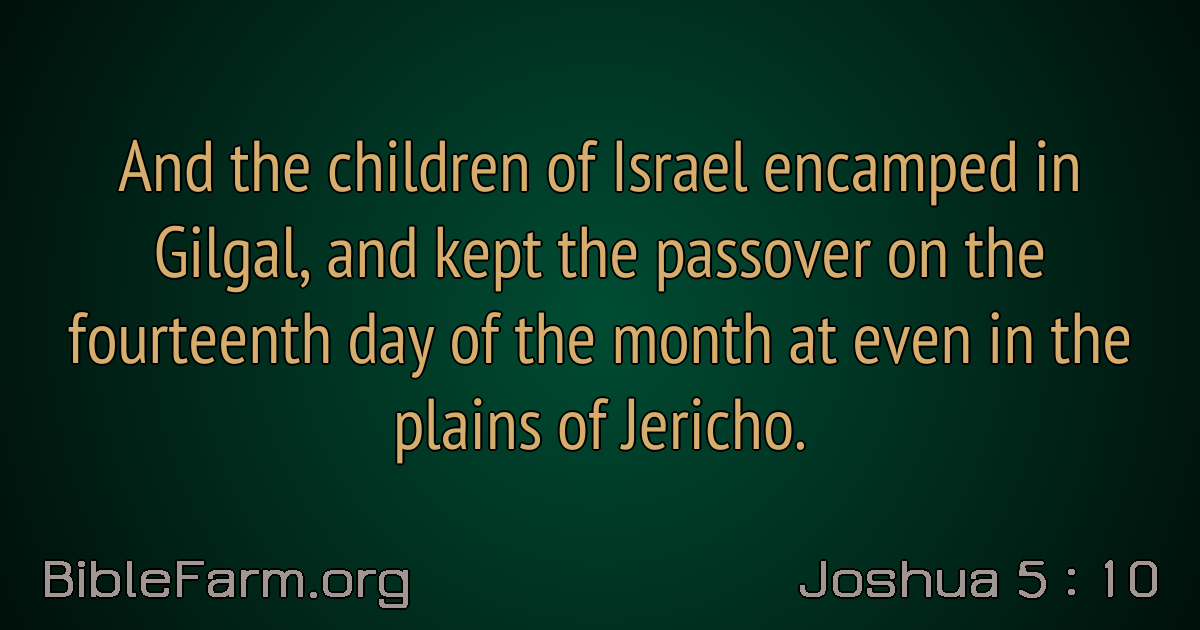 And the children of Israel encamped in
Gilgal, and kept the passover on the
fourteenth day of the month at even in the
plains of Jericho.
BibleFarm.org
Joshua 5 : 10